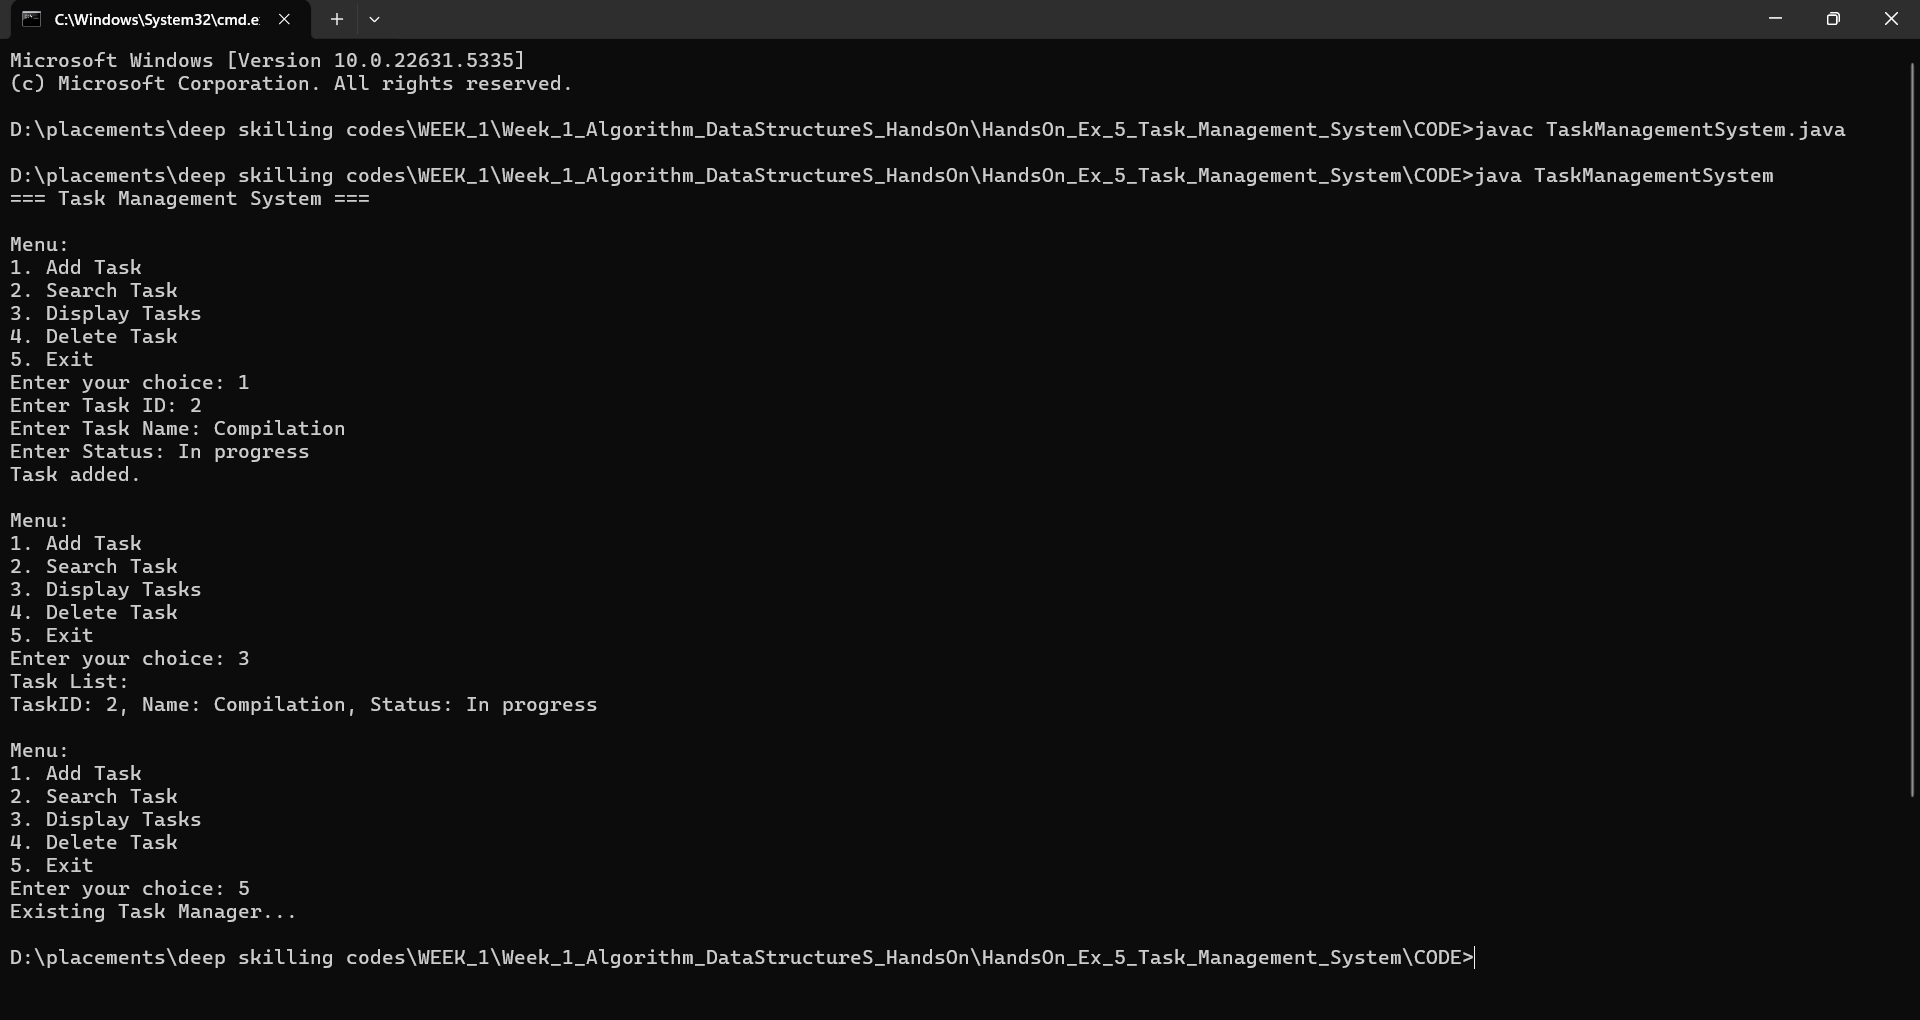 C:\Windows\System32\cmd.e
Microsoft Windows [Version 10.0.22631.5335]
(c) Microsoft Corporation. All rights reserved.
D:\placements\deep skilling codes\WEEK_1\Week_1_Algorithm_DataStructureS_HandsOn\HandsOn_Ex_5_Task_Management_System\CODE>javac TaskManagementSystem.java
D:\placements\deep skilling codes\WEEK_1\Week_1_Algorithm_DataStructureS_HandsOn\HandsOn_Ex_5_Task_Management_System\CODE>java TaskManagementSystem
=== Task Management System ===
Menu:
1. Add Task
2. Search Task
3. Display Tasks
4. Delete Task
5. Exit
Enter your choice: 1
Enter Task ID: 2
Enter Task Name: Compilation
Enter Status: In progress
Task added.
Menu:
1. Add Task
2. Search Task
3. Display Tasks
4. Delete Task
5. Exit
Enter your choice: 3
Task List:
TaskID: 2, Name: Compilation, Status: In progress
Menu:
1. Add Task
2. Search Task
3. Display Tasks
4. Delete Task
5. Exit
Enter your choice: 5
Existing Task Manager...
D:\placements\deep skilling codes\WEEK_1\Week_1_Algorithm_DataStructureS_HandsOn\HandsOn_Ex_5_Task_Management_System\CODE>